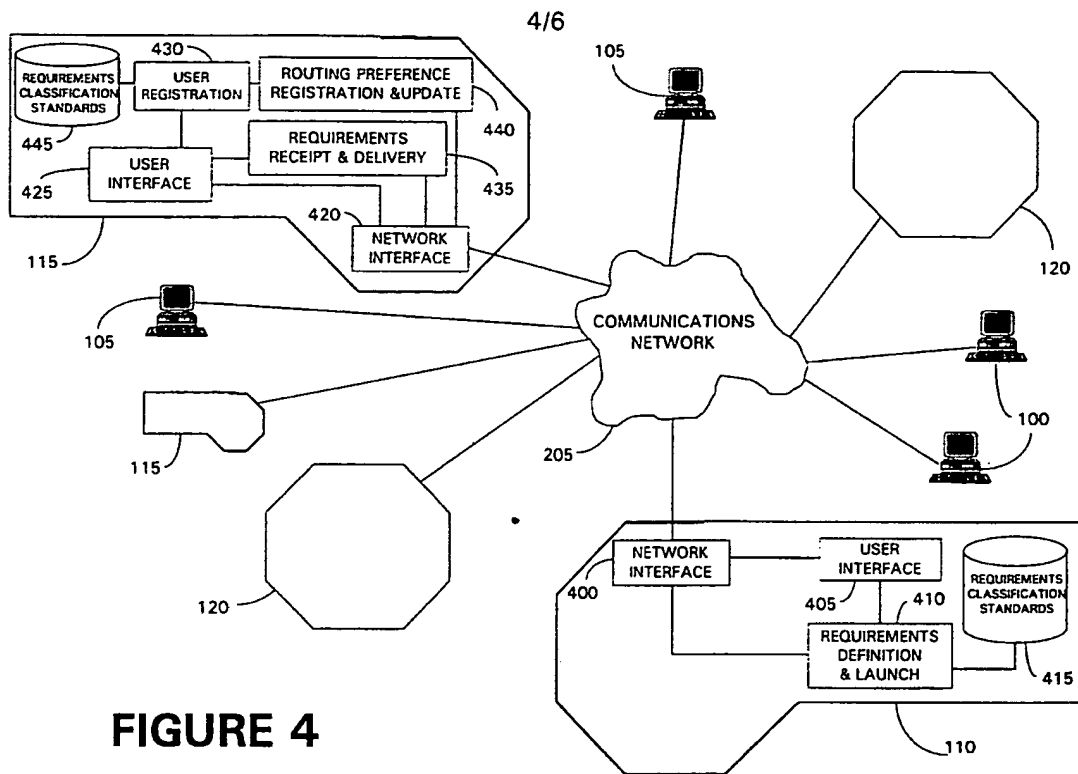 4/6
430
105
REQUIREMENTS
CLASSIFICATION
STANDARDS
USER
REGISTRATION
ROUTING PREFERENCE
REGISTRATION &UPDATE
445
440
REQUIREMENTS
RECEIPT & DELIVERY
425
USER
INTERFACE
435
420
NETWORK
INTERFACE
115
120
105
COMMUNICATIONS
NETWORK
100
115
205
120
NETWORK
INTERFACE
400
USER
INTERFACE
405
410
REQUIREMENTS
CLASSIFICATION
STANDARDS
REQUIREMENTS
DEFINITION
& LAUNCH
415
110
FIGURE 4